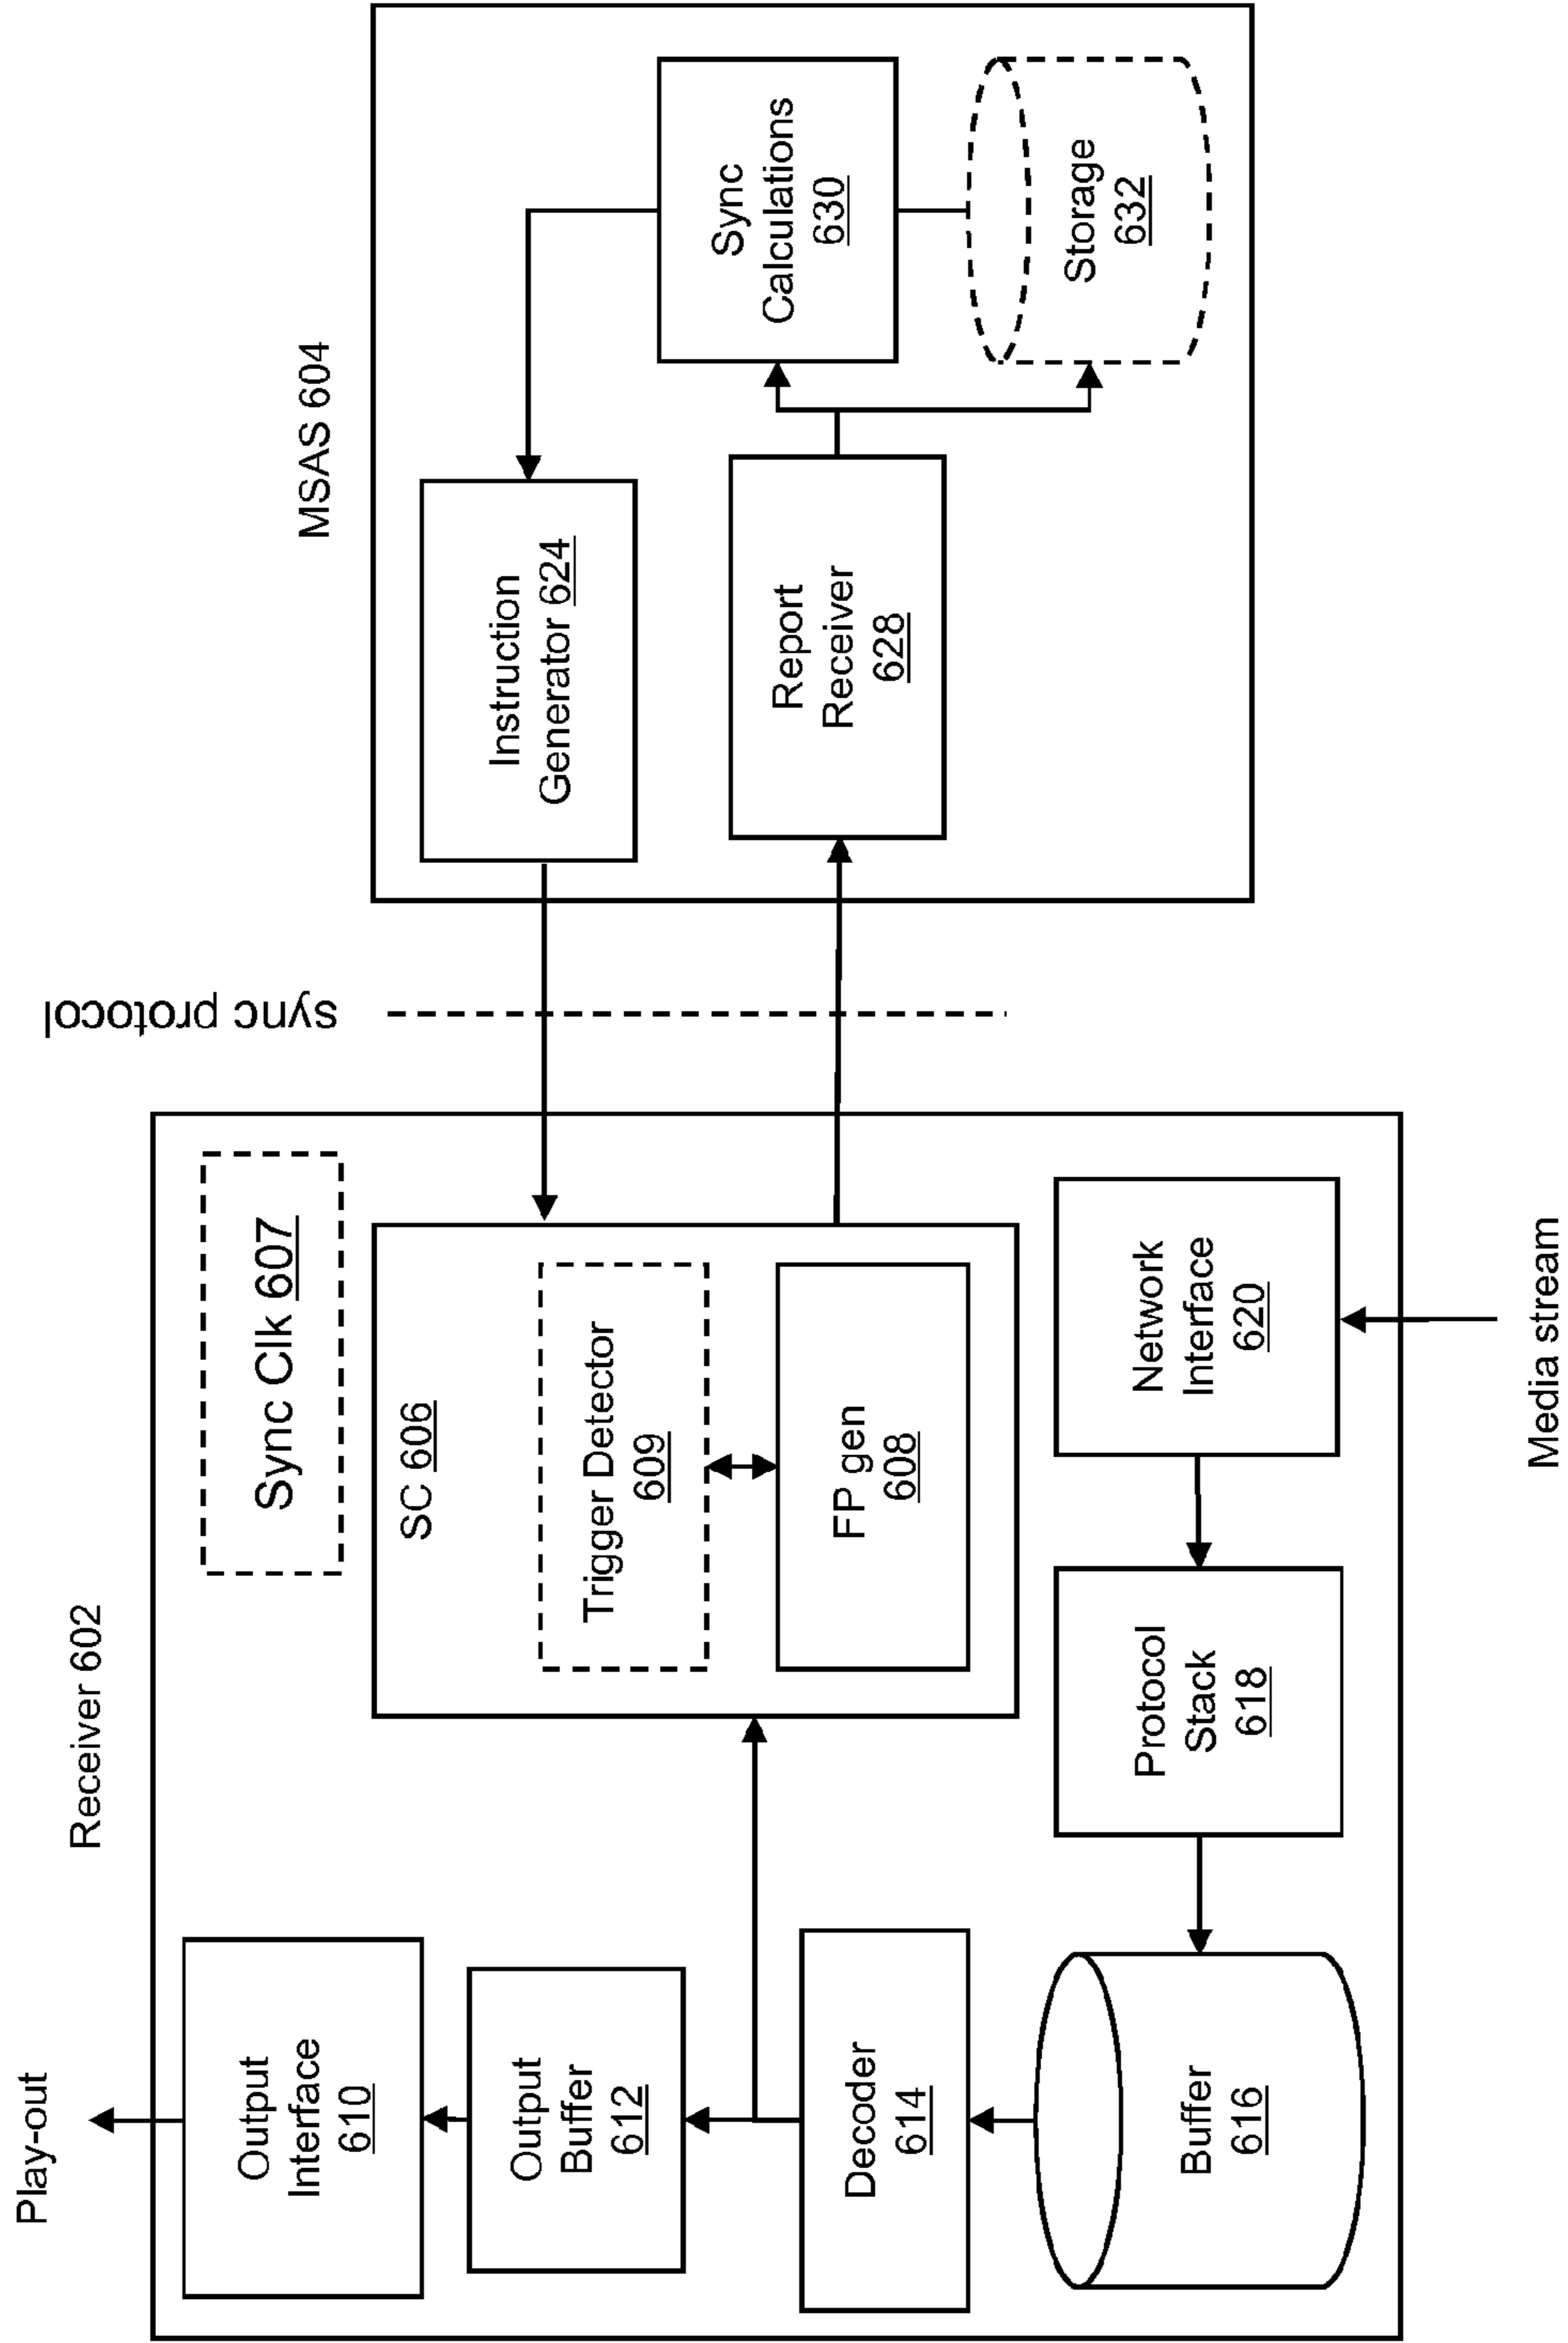 Receiver 602
Play-out
Output
Interface
610
Output
Buffer
612
Decoder
614
Buffer
616
Sync Clk 607
SC 606
Trigger Detector
609
FP gen
608
Protocol
Stack
618
Network
Interface
620
Media stream
sync protocol
MSAS 604
Instruction
Generator 624
Report
Receiver
628
Sync
Calculations
630
Storage
632